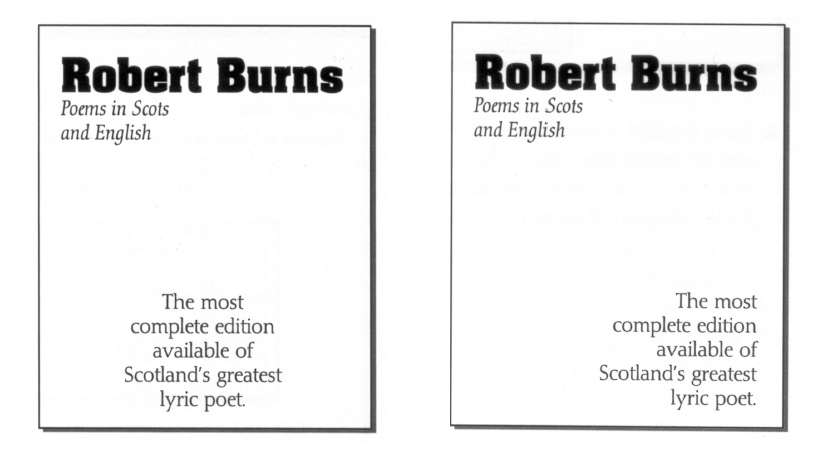 Robert Burns
Poems in Scots
and English
The most
complete edition
available of
Scotland's greatest
lyric poet.
Robert Burns
Poems in Scots
and English
The most
complete edition
available of
Scotland's greatest
lyric poet.